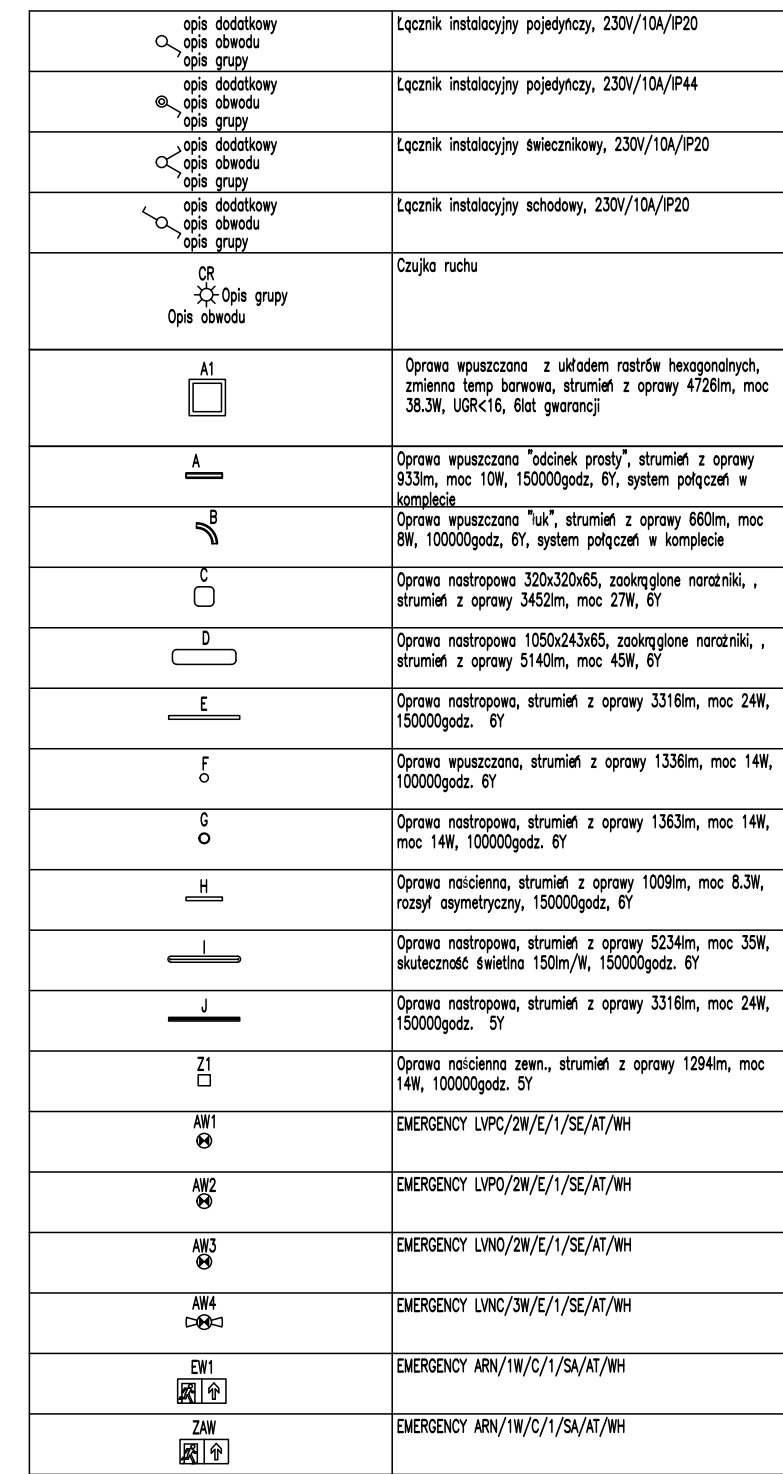 opis dodatkowy
opis obwodu
opis grupy
Łącznik instalacyjny pojedyńczy, 230V/10A/IP20
opis dodatkowy
opis obwodu
opis grupy
Łącznik instalacyjny pojedyńczy, 230V/10A/IP44
opis dodatkowy
opis obwodu
opis grupy
Łącznik instalacyjny świecznikowy, 230V/10A/IP20
opis dodatkowy
opis obwodu
opis grupy
Łącznik instalacyjny schodowy, 230V/10A/IP20
CR
Opis grupy
Opis obwodu
Czujka ruchu
A1
Oprawa wpuszczana z układem rastrów hexagonalnych,
zmienna temp barwowa, strumień z oprawy 4726lm, moc
38.3W, UGR<16, 6lat gwarancji
A
Oprawa wpuszczana "odcinek prosty", strumień z oprawy
933lm, moc 10W, 150000godz, 6Y, system połączeń w
komplecie
B
Oprawa wpuszczana "łuk", strumień z oprawy 660lm, moc
8W, 100000godz, 6Y, system połączeń w komplecie
C
Oprawa nastropowa 320x320x65, zaokrąglone narożniki, ,
strumień z oprawy 3452lm, moc 27W, 6Y
D
Oprawa nastropowa 1050x243x65, zaokrąglone narożniki, ,
strumień z oprawy 5140lm, moc 45W, 6Y
E
Oprawa nastropowa, strumień z oprawy 3316lm, moc 24W,
150000godz. 6Y
F
Oprawa wpuszczana, strumień z oprawy 1336lm, moc 14W,
100000godz. 6Y
G
Oprawa nastropowa, strumień z oprawy 1363lm, moc 14W,
moc 14W, 100000godz. 6Y
H
Oprawa naścienna, strumień z oprawy 1009lm, moc 8.3W,
rozsył asymetryczny, 150000godz, 6Y
I
Oprawa nastropowa, strumień z oprawy 5234lm, moc 35W,
skuteczność świetlna 150lm/W, 150000godz. 6Y
J
Oprawa nastropowa, strumień z oprawy 3316lm, moc 24W,
150000godz. 5Y
Z1
Oprawa naścienna zewn., strumień z oprawy 1294lm, moc
14W, 100000godz. 5Y
AW1
EMERGENCY LVPC/2W/E/1/SE/AT/WH
AW2
EMERGENCY LVPO/2W/E/1/SE/AT/WH
AW3
EMERGENCY LVNO/2W/E/1/SE/AT/WH
AW4
EMERGENCY LVNC/3W/E/1/SE/AT/WH
EW1
EMERGENCY ARN/1W/C/1/SA/AT/WH
ZAW
EMERGENCY ARN/1W/C/1/SA/AT/WH